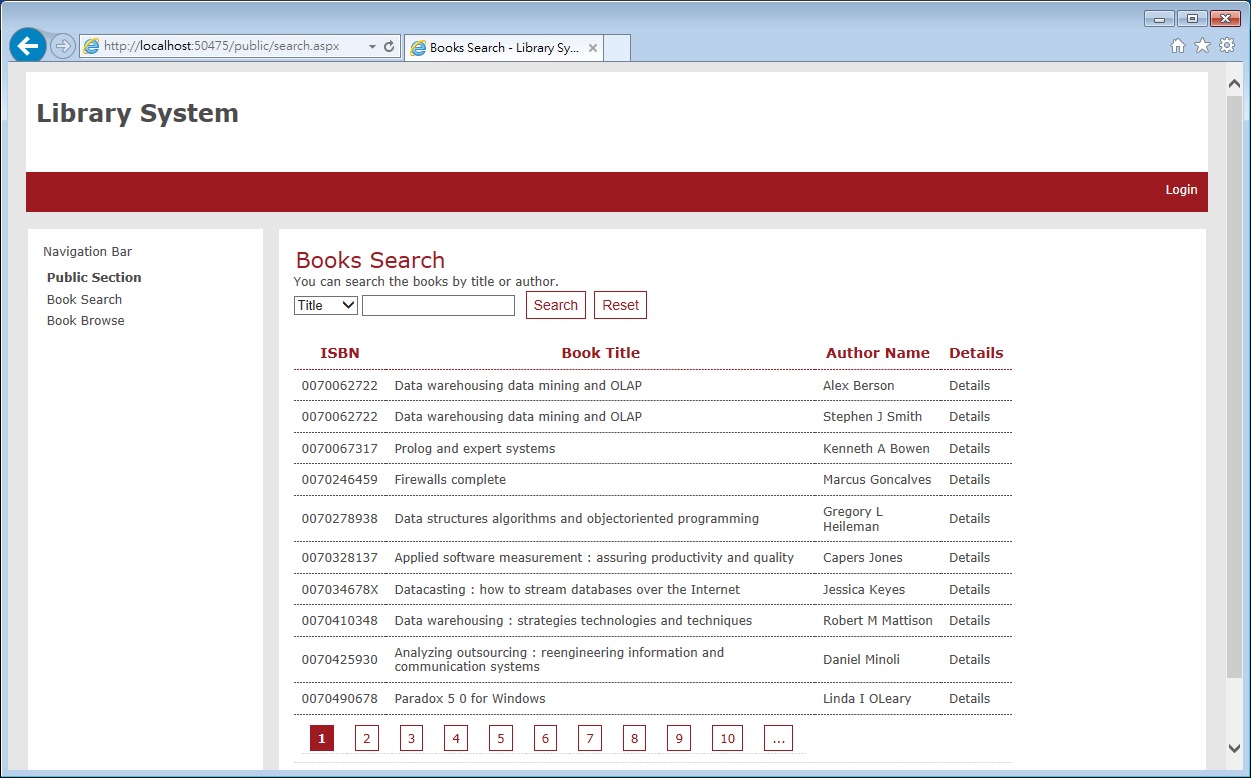 http://localhost:50475/public/search.aspx
Books Search - Library Sy...
Library System
Login
Navigation Bar
Public Section
Book Search
Book Browse
Books Search
You can search the books by title or author.
Title Search Reset
ISBN Book Title Author Name Details
0070062722 Data warehousing data mining and OLAP Alex Berson Details
0070062722 Data warehousing data mining and OLAP Stephen J Smith Details
0070067317 Prolog and expert systems Kenneth A Bowen Details
0070246459 Firewalls complete Marcus Goncalves Details
0070278938 Data structures algorithms and objectoriented programming Gregory L Heileman Details
0070328137 Applied software measurement : assuring productivity and quality Capers Jones Details
007034678X Datacasting : how to stream databases over the Internet Jessica Keyes Details
0070410348 Data warehousing : strategies technologies and techniques Robert M Mattison Details
0070425930 Analyzing outsourcing : reengineering information and communication systems Daniel Minoli Details
0070490678 Paradox 5 0 for Windows Linda I OLeary Details
1 2 3 4 5 6 7 8 9 10 ...